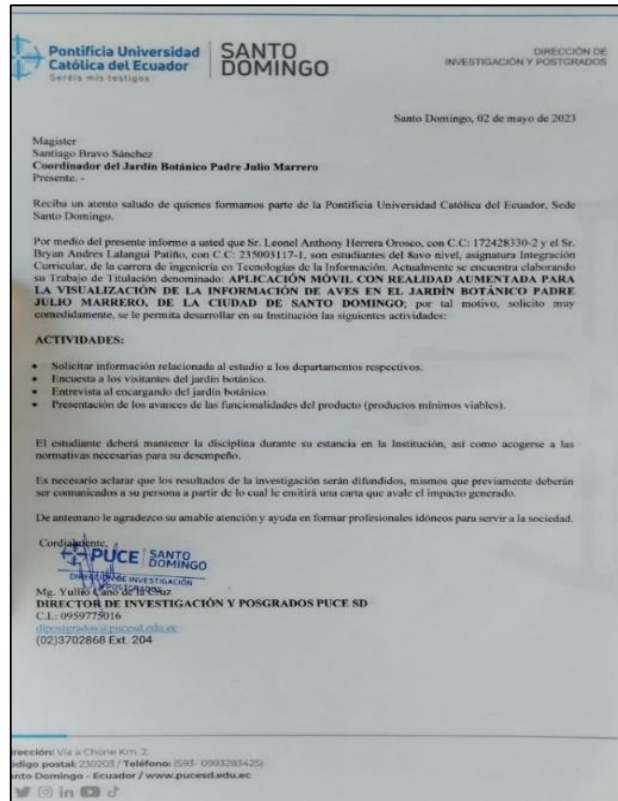 Pontificia Universidad
Católica del Ecuador
Seréis mis testigos
SANTO
DOMINGO
DIRECCIÓN DE
INVESTIGACIÓN Y POSTGRADOS
Santo Domingo, 02 de mayo de 2023
Magister
Santiago Bravo Sánchez
Coordinador del Jardín Botánico Padre Julio Marrero
Presente. -
Reciba un atento saludo de quienes formamos parte de la Pontificia Universidad Católica del Ecuador, Sede
Santo Domingo.
Por medio del presente informo a usted que Sr. Leonel Anthony Herrera Orosco, con C.C: 172428330-2 y el Sr.
Bryan Andres Lalangui Patiño, con C.C: 235003117-1, son estudiantes del 8avo nivel, asignatura Integración
Curricular, de la carrera de ingeniería en Tecnologías de la Información. Actualmente se encuentra elaborando
su Trabajo de Titulación denominado: APLICACIÓN MÓVIL CON REALIDAD AUMENTADA PARA
LA VISUALIZACIÓN DE LA INFORMACIÓN DE AVES EN EL JARDÍN BOTÁNICO PADRE
JULIO MARRERO, DE LA CIUDAD DE SANTO DOMINGO; por tal motivo, solicito muy
comedidamente, se le permita desarrollar en su Institución las siguientes actividades:
ACTIVIDADES:
• Solicitar información relacionada al estudio a los departamentos respectivos.
• Encuesta a los visitantes del jardín botánico.
• Entrevista al encargando del jardín botánico.
• Presentación de los avances de las funcionalidades del producto (productos mínimos viables).
El estudiante deberá mantener la disciplina durante su estancia en la Institución, así como acogerse a las
normativas necesarias para su desempeño.
Es necesario aclarar que los resultados de la investigación serán difundidos, mismos que previamente deberán
ser comunicados a su persona a partir de lo cual le emitirá una carta que avale el impacto generado.
De antemano le agradezco su amable atención y ayuda en formar profesionales idóneos para servir a la sociedad.
Cordialmente,
PUCE SANTO
DOMINGO
DIRECCIÓN DE INVESTIGACIÓN
Y POSTGRADOS
Mg. Yullio Cano de la Cruz
DIRECTOR DE INVESTIGACIÓN Y POSGRADOS PUCE SD
C.I.: 0959775016
dipostgrados@pucesd.edu.ec
(02)3702868 Ext. 204
rección: Vía a Chone Km. 2
ódigo postal: 230203 / Teléfono: (593- 0993283425)
nto Domingo - Ecuador / www.pucesd.edu.ec